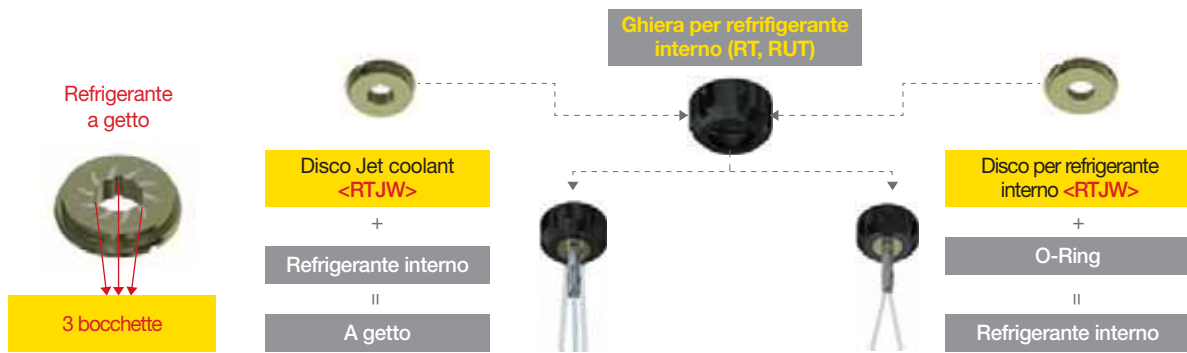 Ghiera per refrifigerante
interno (RT, RUT)
Refrigerante
a getto
3 bocchette
Disco Jet coolant
<RTJW>
+
Refrigerante interno
=
A getto
Disco per refrigerante
interno <RTJW>
+
O-Ring
=
Refrigerante interno